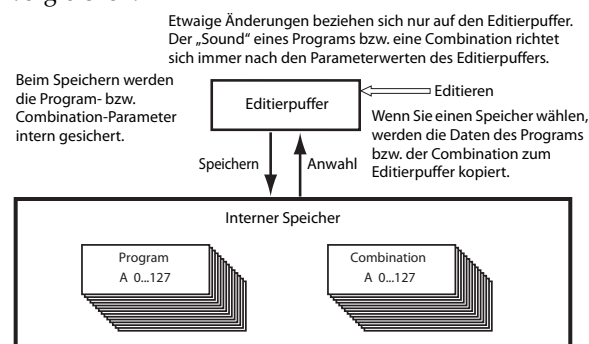 Etwaige Änderungen beziehen sich nur auf den Editierpuffer.
Der „Sound“ eines Programs bzw. eine Combination richtet
sich immer nach den Parameterwerten des Editierpuffers.
Beim Speichern werden
die Program- bzw.
Combination-Parameter
intern gesichert.
Editierpuffer
Editieren
Wenn Sie einen Speicher wählen,
werden die Daten des Programs
bzw. der Combination zum
Editierpuffer kopiert.
Speichern
Anwahl
Interner Speicher
Program
A 0...127
Combination
A 0...127